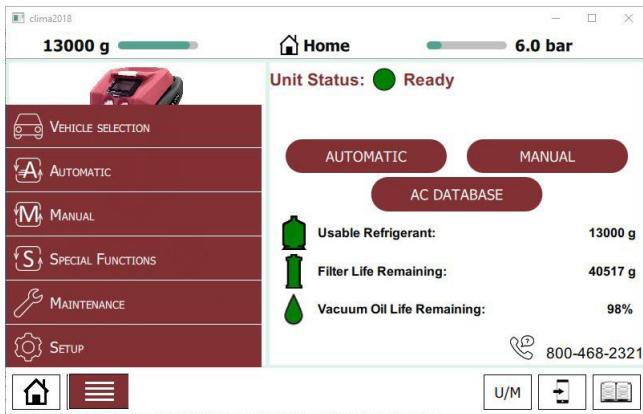 clima2018
13000 g
Home
6.0 bar
Unit Status: Ready
VEHICLE SELECTION
AUTOMATIC
MANUAL
SPECIAL FUNCTIONS
MAINTENANCE
SETUP
AUTOMATIC
MANUAL
AC DATABASE
Usable Refrigerant: 13000 g
Filter Life Remaining: 40517 g
Vacuum Oil Life Remaining: 98%
800-468-2321
U/M